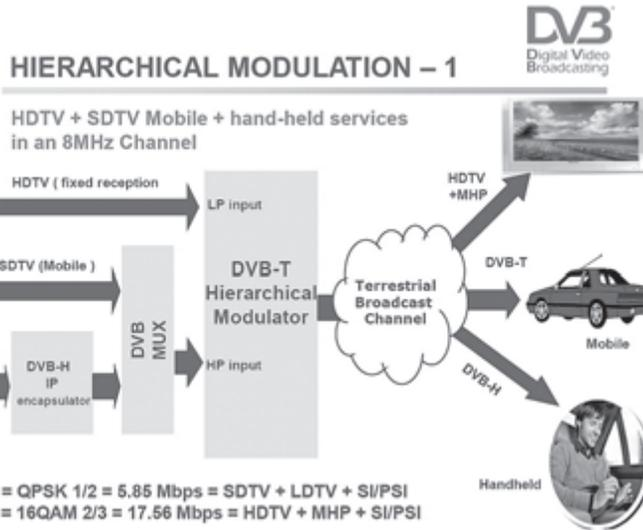 DVB
Digital Video
Broadcasting
HIERARCHICAL MODULATION – 1
HDTV + SDTV Mobile + hand-held services
in an 8MHz Channel
HDTV ( fixed reception
LP input
HDTV
+MHP
SDTV (Mobile )
DVB
MUX
DVB-T
Hierarchical
Modulator
Terrestrial
Broadcast
Channel
DVB-T
Mobile
DVB-H
IP
encapsulator
HP input
DVB-H
Handheld
= QPSK 1/2 = 5.85 Mbps = SDTV + LDTV + SI/PSI
= 16QAM 2/3 = 17.56 Mbps = HDTV + MHP + SI/PSI